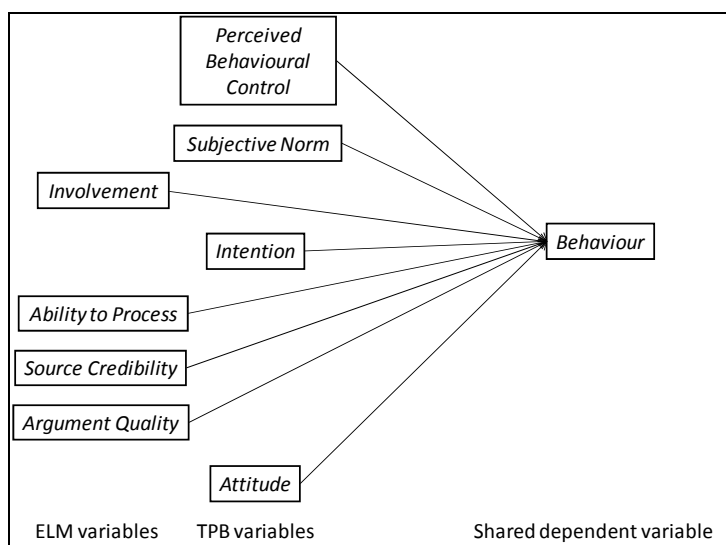 Perceived
Behavioural
Control
Subjective Norm
Involvement
Intention
Behaviour
Ability to Process
Source Credibility
Argument Quality
Attitude
ELM variables
TPB variables
Shared dependent variable